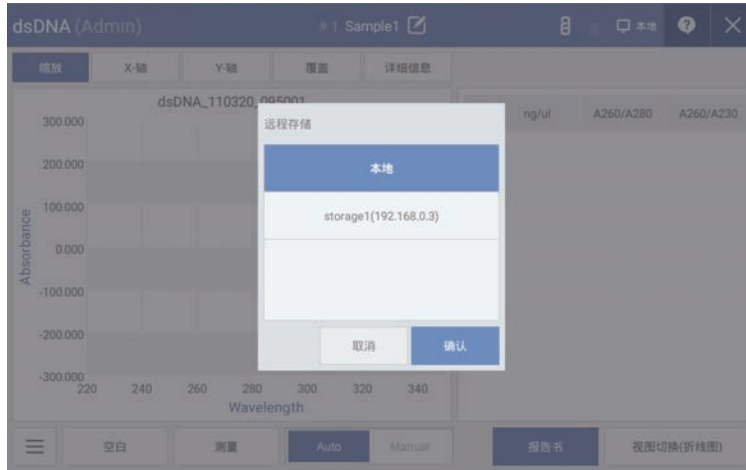 dsDNA (Admin)
# 1. Sample1
本地
缩放
X-轴
Y-轴
覆盖
详细信息
dsDNA_110320_095001
远程存储
本地
storage1(192.168.0.3)
取消
确认
ng/ul
A260/A280
A260/A230
Absorbance
300.000
200.000
100.000
0.000
-100.000
-200.000
-300.000
220 240 260 280 300 320 340
Wavelength
空白
测量
Auto
Manual
报告书
视图切换(折线图)